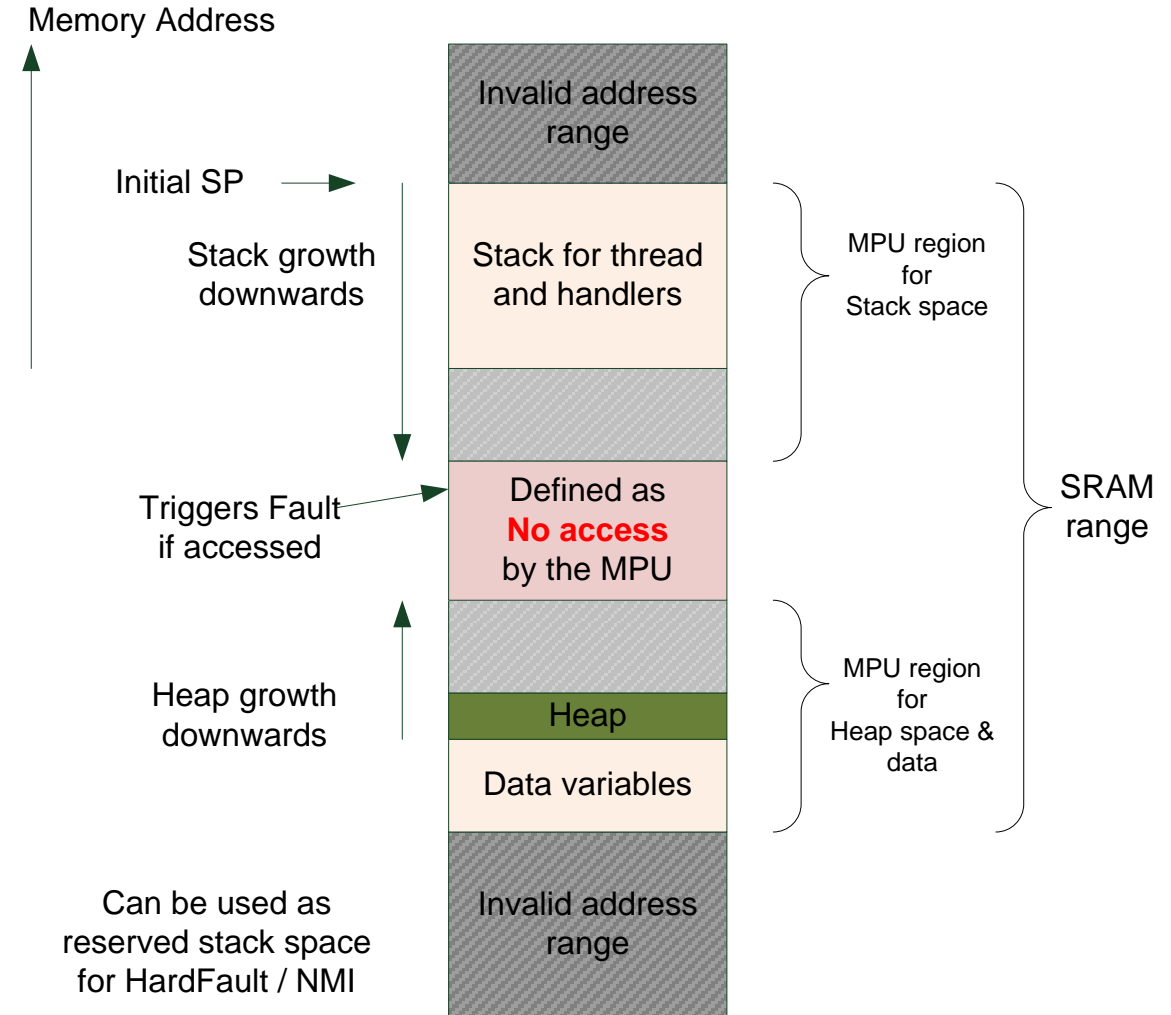 Memory Address
Invalid address
range
Initial SP
Stack growth
downwards
Stack for thread
and handlers
MPU region
for
Stack space
Triggers Fault
if accessed
Defined as
No access
by the MPU
SRAM
range
Heap growth
downwards
Heap
Data variables
MPU region
for
Heap space &
data
Can be used as
reserved stack space
for HardFault / NMI
Invalid address
range